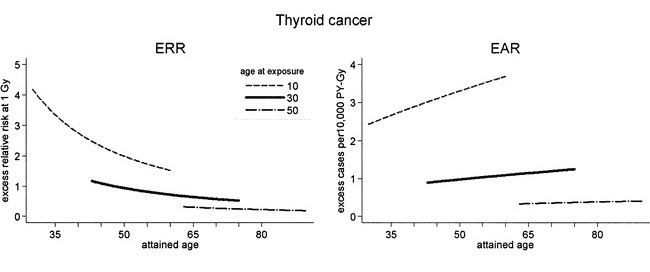 Thyroid cancer
ERR
excess relative risk at 1 Gy
5
4
3
2
1
0
age at exposure
10
30
50
35
50
65
80
attained age
EAR
excess cases per10,000 PY-Gy
4
3
2
1
0
35
50
65
80
attained age